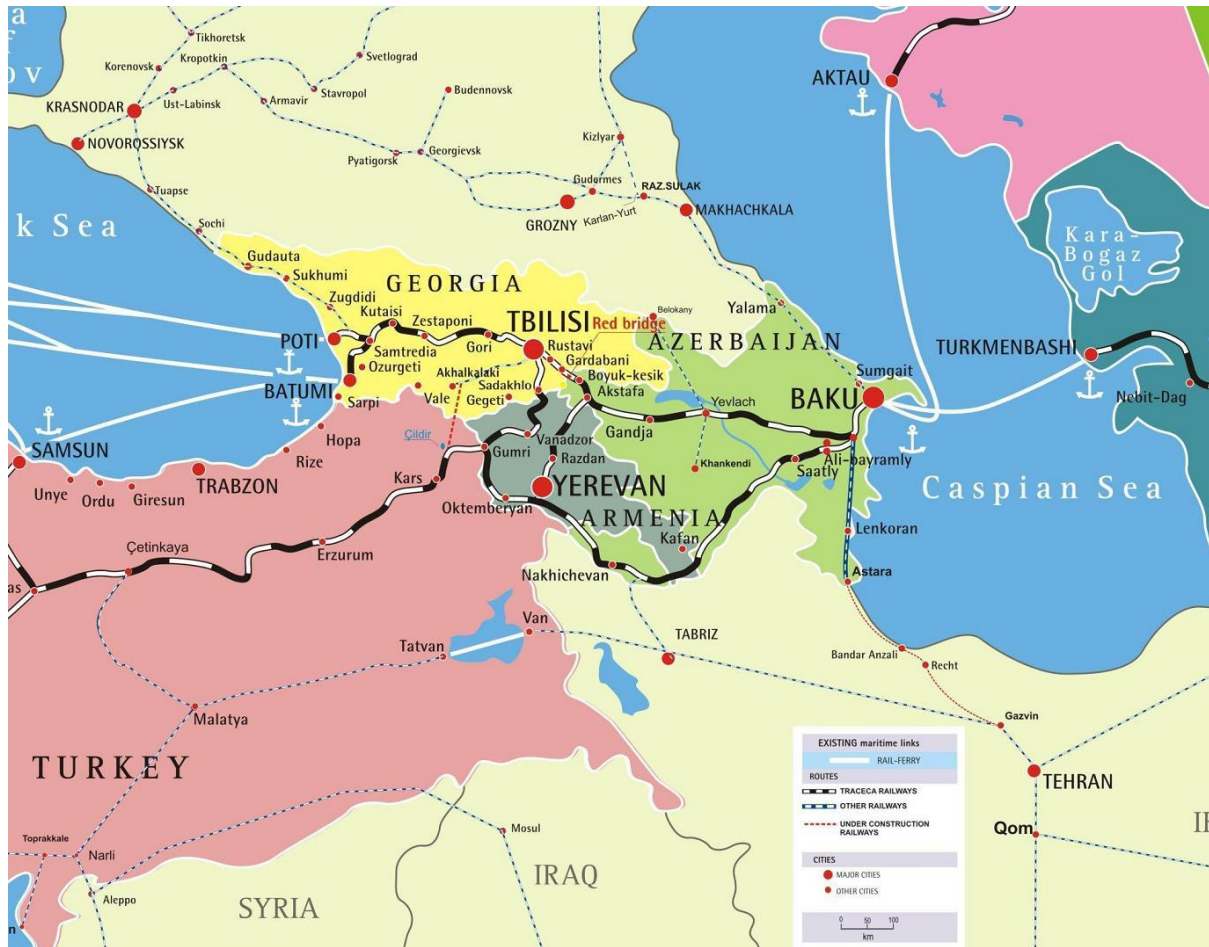 a
f
o v
Tikhoretsk
Korenovsk
Kropotkin
Svetlograd
KRASNODAR
Ust-Labinsk
Armavir
Stavropol
Budennovsk
AKTAU
NOVOROSSIYSK
Pyatigorsk
Georgievsk
Kizlyar
Tuapse
Gudermes
RAZ.SULAK
GROZNY
Karlan-Yurt
MAKHACHKALA
k Sea
Sochi
Gudauta
Sukhumi
GEORGIA
Kara-
Bogaz
Gol
Zugdidi
Kutaisi
Zestaponi
TBILISI
Red bridge
Belokany
Yalama
AZERBAIJAN
POTI
Samtredia
Gori
Rustavi
Gardabani
TURKMENBASHI
Ozurgeti
Akhalkalaki
Boyuk-kesik
Sumgait
BATUMI
Vale
Sadakhlo
Gegeti
Akstafa
Yevlach
BAKU
Nebit-Dag
Sarpi
Hopa
Gandja
SAMSUN
Rize
Çildir
Gumri
Vanadzor
Razdan
Khankendi
Ali-bayramly
Saatly
Unye
Ordu
Giresun
TRABZON
Kars
YEREVAN
Caspian Sea
Oktemberyan
ARMENIA
Kafan
Lenkoran
Çetinkaya
Erzurum
Nakhichevan
Astara
as
Van
Tatvan
TABRIZ
Bandar Anzali
Recht
Malatya
Gazvin
TURKEY
TEHRAN
Qom
Toprakkale
Narli
Mosul
Aleppo
IRAQ
SYRIA
n
EXISTING maritime links
RAIL-FERRY
ROUTES
TRACECA RAILWAYS
OTHER RAILWAYS
UNDER CONSTRUCTION
RAILWAYS
CITIES
MAJOR CITIES
OTHER CITIES
0 50 100
km